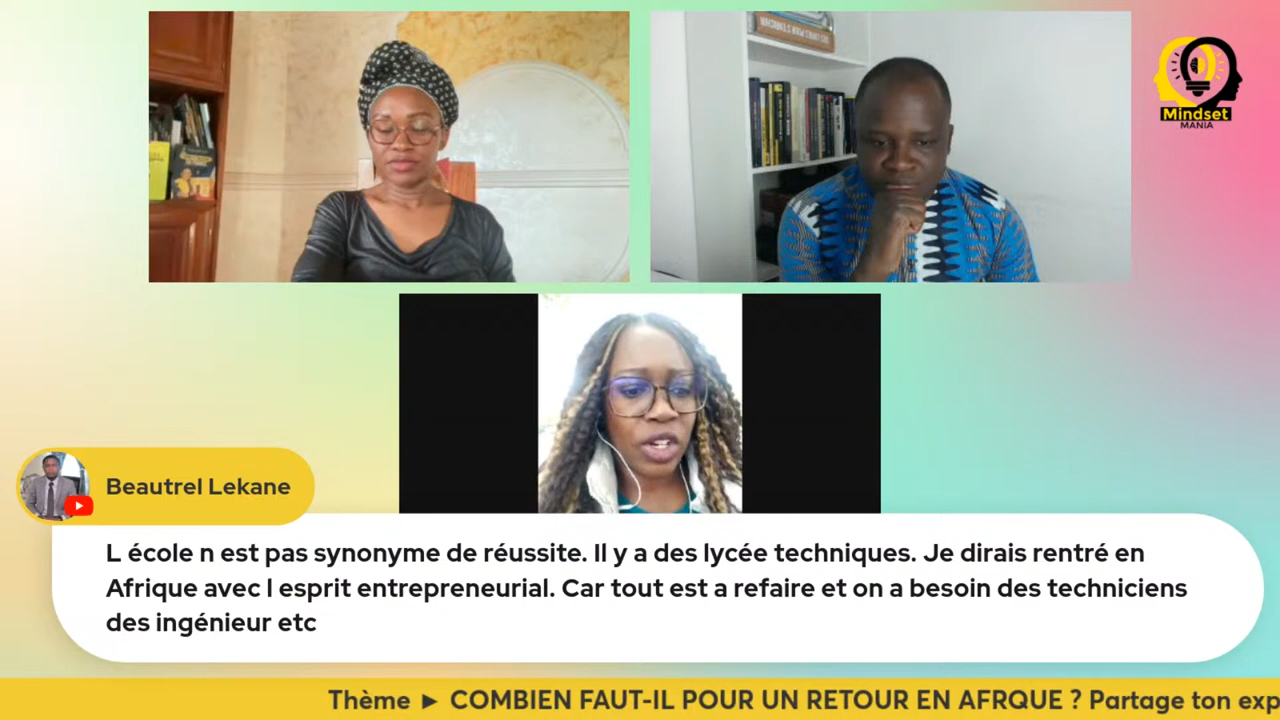 Mindset
MANIA
Beautrel Lekane
L école n est pas synonyme de réussite. Il y a des lycée techniques. Je dirais rentré en
Afrique avec l esprit entrepreneurial. Car tout est a refaire et on a besoin des techniciens
des ingénieur etc
Thème ► COMBIEN FAUT-IL POUR UN RETOUR EN AFRQUE ? Partage ton exp